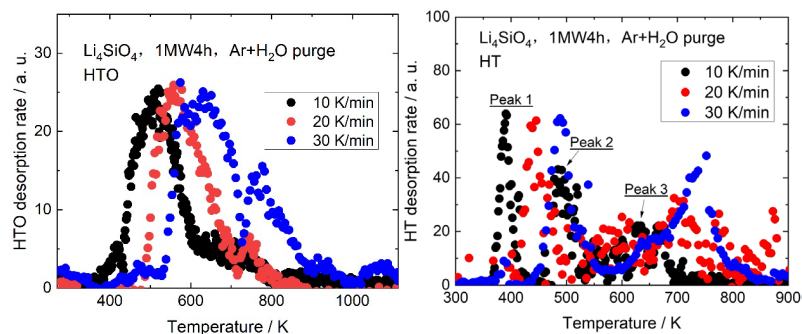 Li4SiO4, 1MW4h, Ar+H2O purge
HTO
10 K/min
20 K/min
30 K/min
HTO desorption rate / a. u.
30
20
10
0
400
600
800
1000
Temperature / K
Li4SiO4, 1MW4h, Ar+H2O purge
HT
10 K/min
20 K/min
30 K/min
Peak 1
Peak 2
Peak 3
HT desorption rate / a. u.
100
80
60
40
20
0
300
400
500
600
700
800
900
Temperature / K